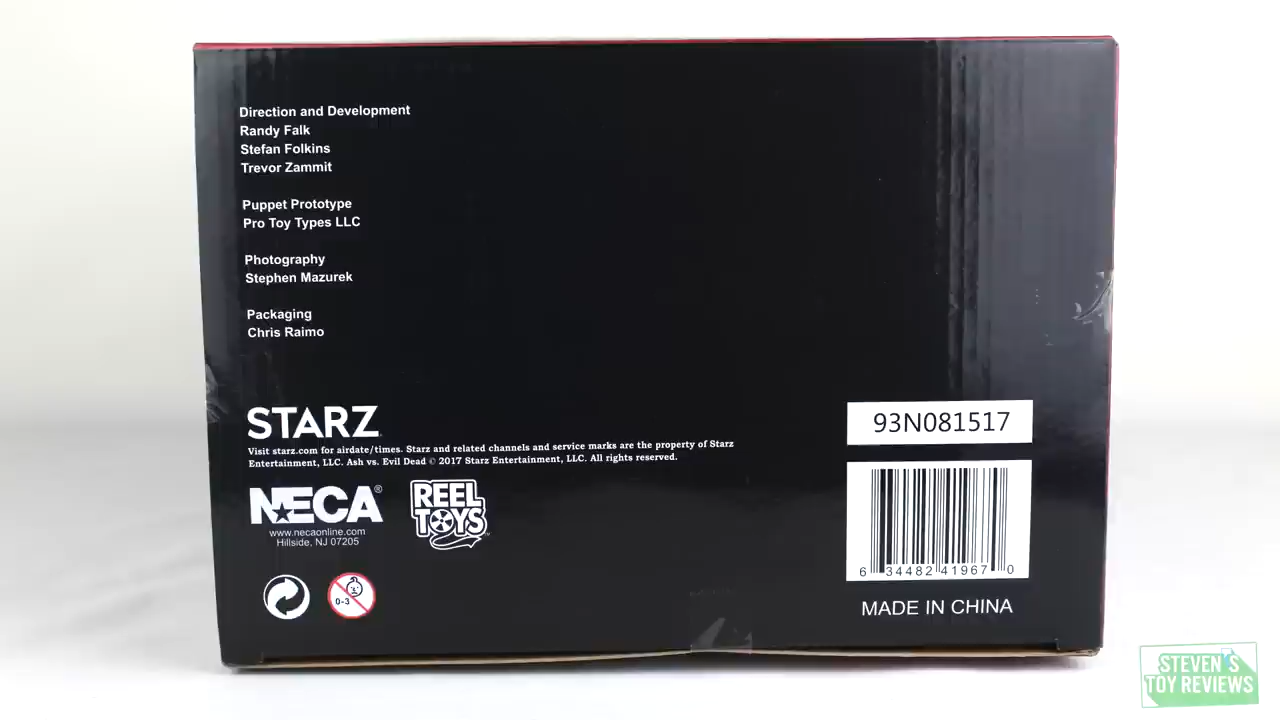 Direction and Development
Randy Falk
Stefan Folkins
Trevor Zammit
Puppet Prototype
Pro Toy Types LLC
Photography
Stephen Mazurek
Packaging
Chris Raimo
STARZ
Visit starz.com for airdate/times. Starz and related channels and service marks are the property of Starz
Entertainment, LLC. Ash vs. Evil Dead © 2017 Starz Entertainment, LLC. All rights reserved.
NECA®
www.necaonline.com
Hillside, NJ 07205
REEL
TOYS™
0-3
93N081517
6 34482 41967 0
MADE IN CHINA
STEVEN'S
TOY REVIEWS